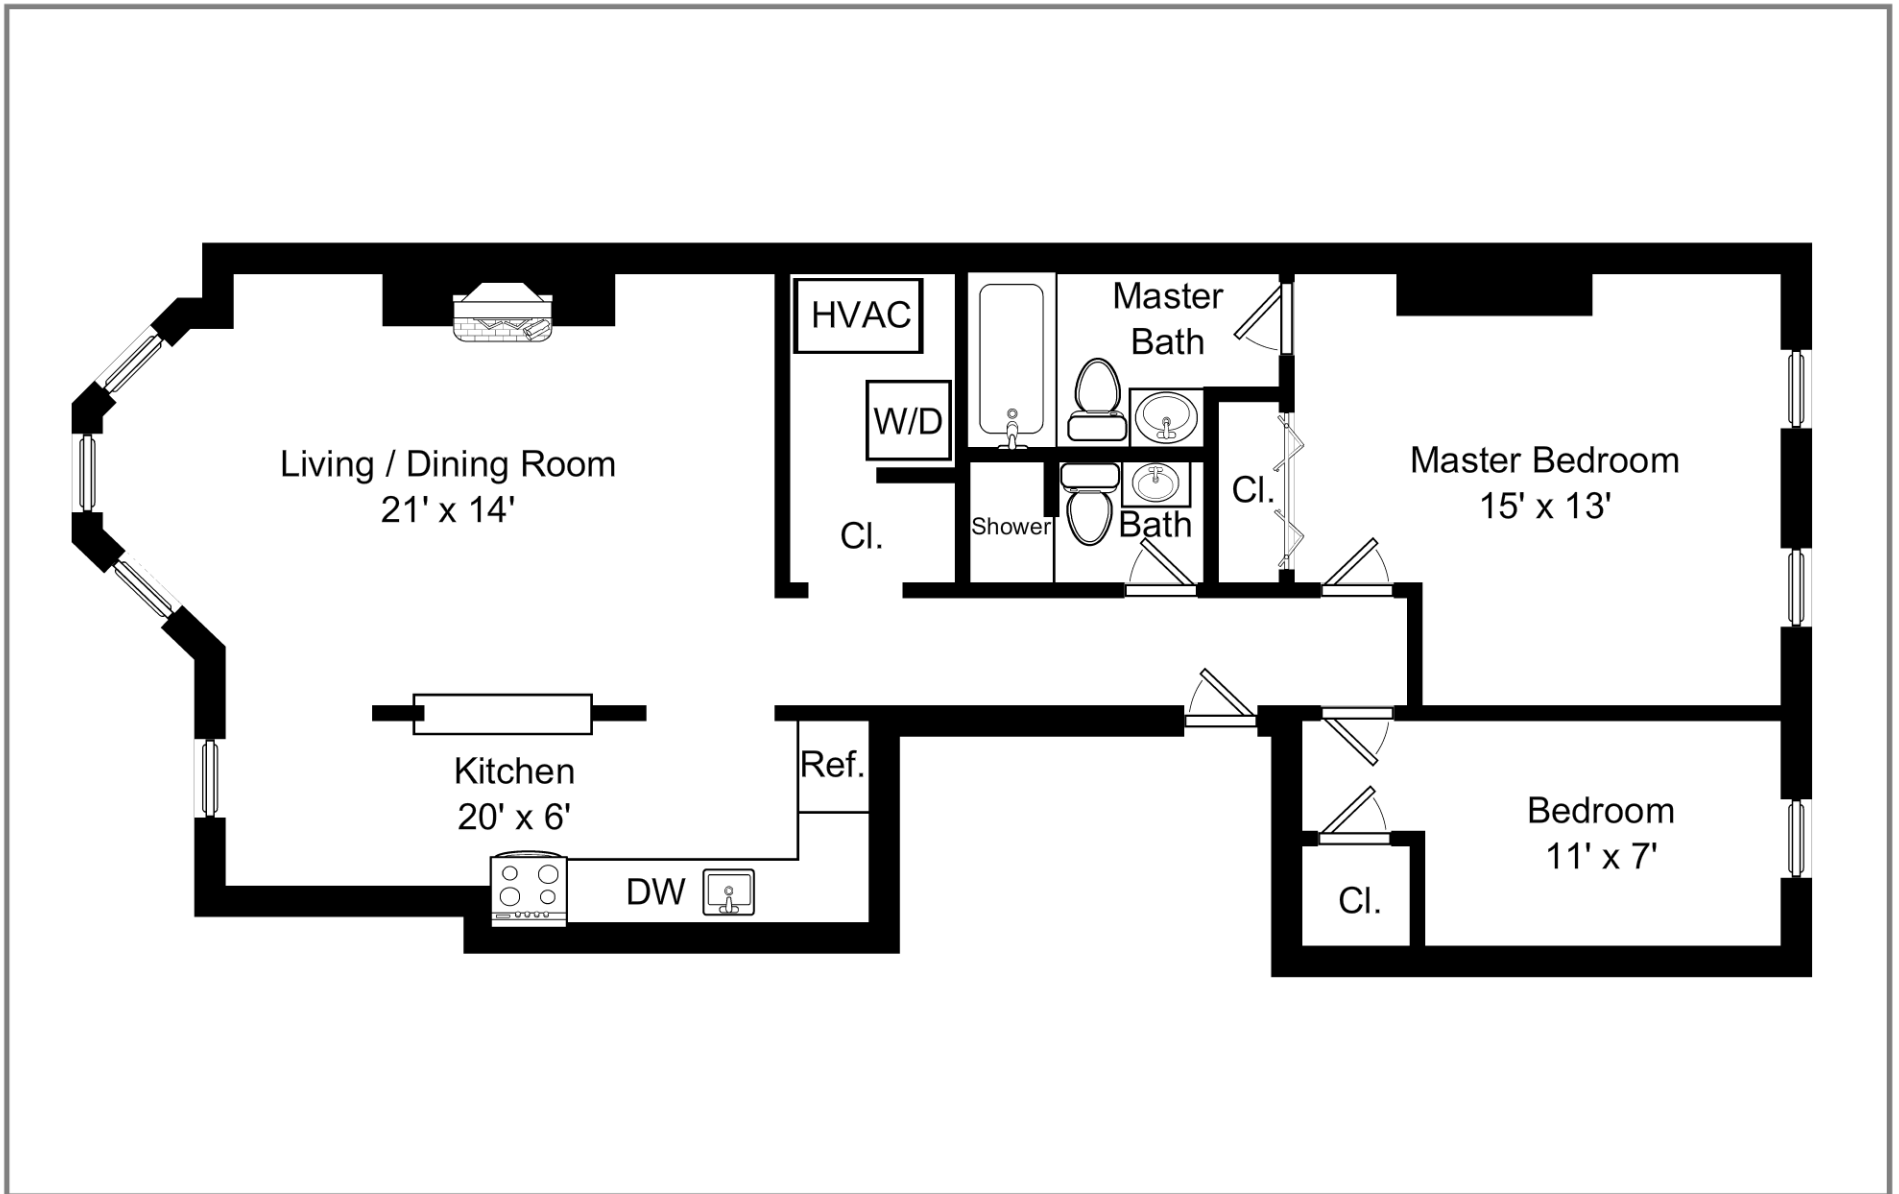 HVAC
Master
Bath
W/D
Living / Dining Room
21' x 14'
Cl.
Shower
Bath
Cl.
Master Bedroom
15' x 13'
Kitchen
20' x 6'
Ref.
DW
Bedroom
11' x 7'
Cl.